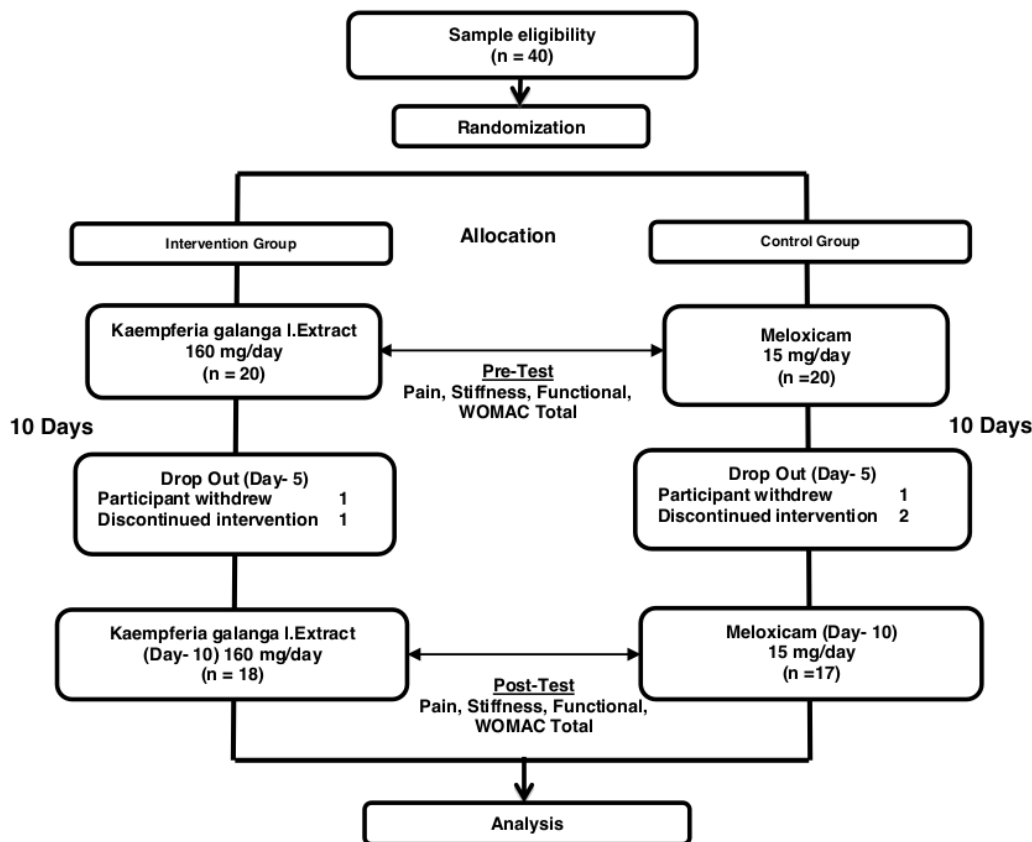 Sample eligibility
(n = 40)
Randomization
Allocation
Intervention Group
Control Group
Kaempferia galanga l.Extract
160 mg/day
(n = 20)
Pre-Test
Pain, Stiffness, Functional,
WOMAC Total
Meloxicam
15 mg/day
(n =20)
10 Days
10 Days
Drop Out (Day- 5)
Participant withdrew 1
Discontinued intervention 1
Drop Out (Day- 5)
Participant withdrew 1
Discontinued intervention 2
Kaempferia galanga l.Extract
(Day- 10) 160 mg/day
(n = 18)
Post-Test
Pain, Stiffness, Functional,
WOMAC Total
Meloxicam (Day- 10)
15 mg/day
(n =17)
Analysis